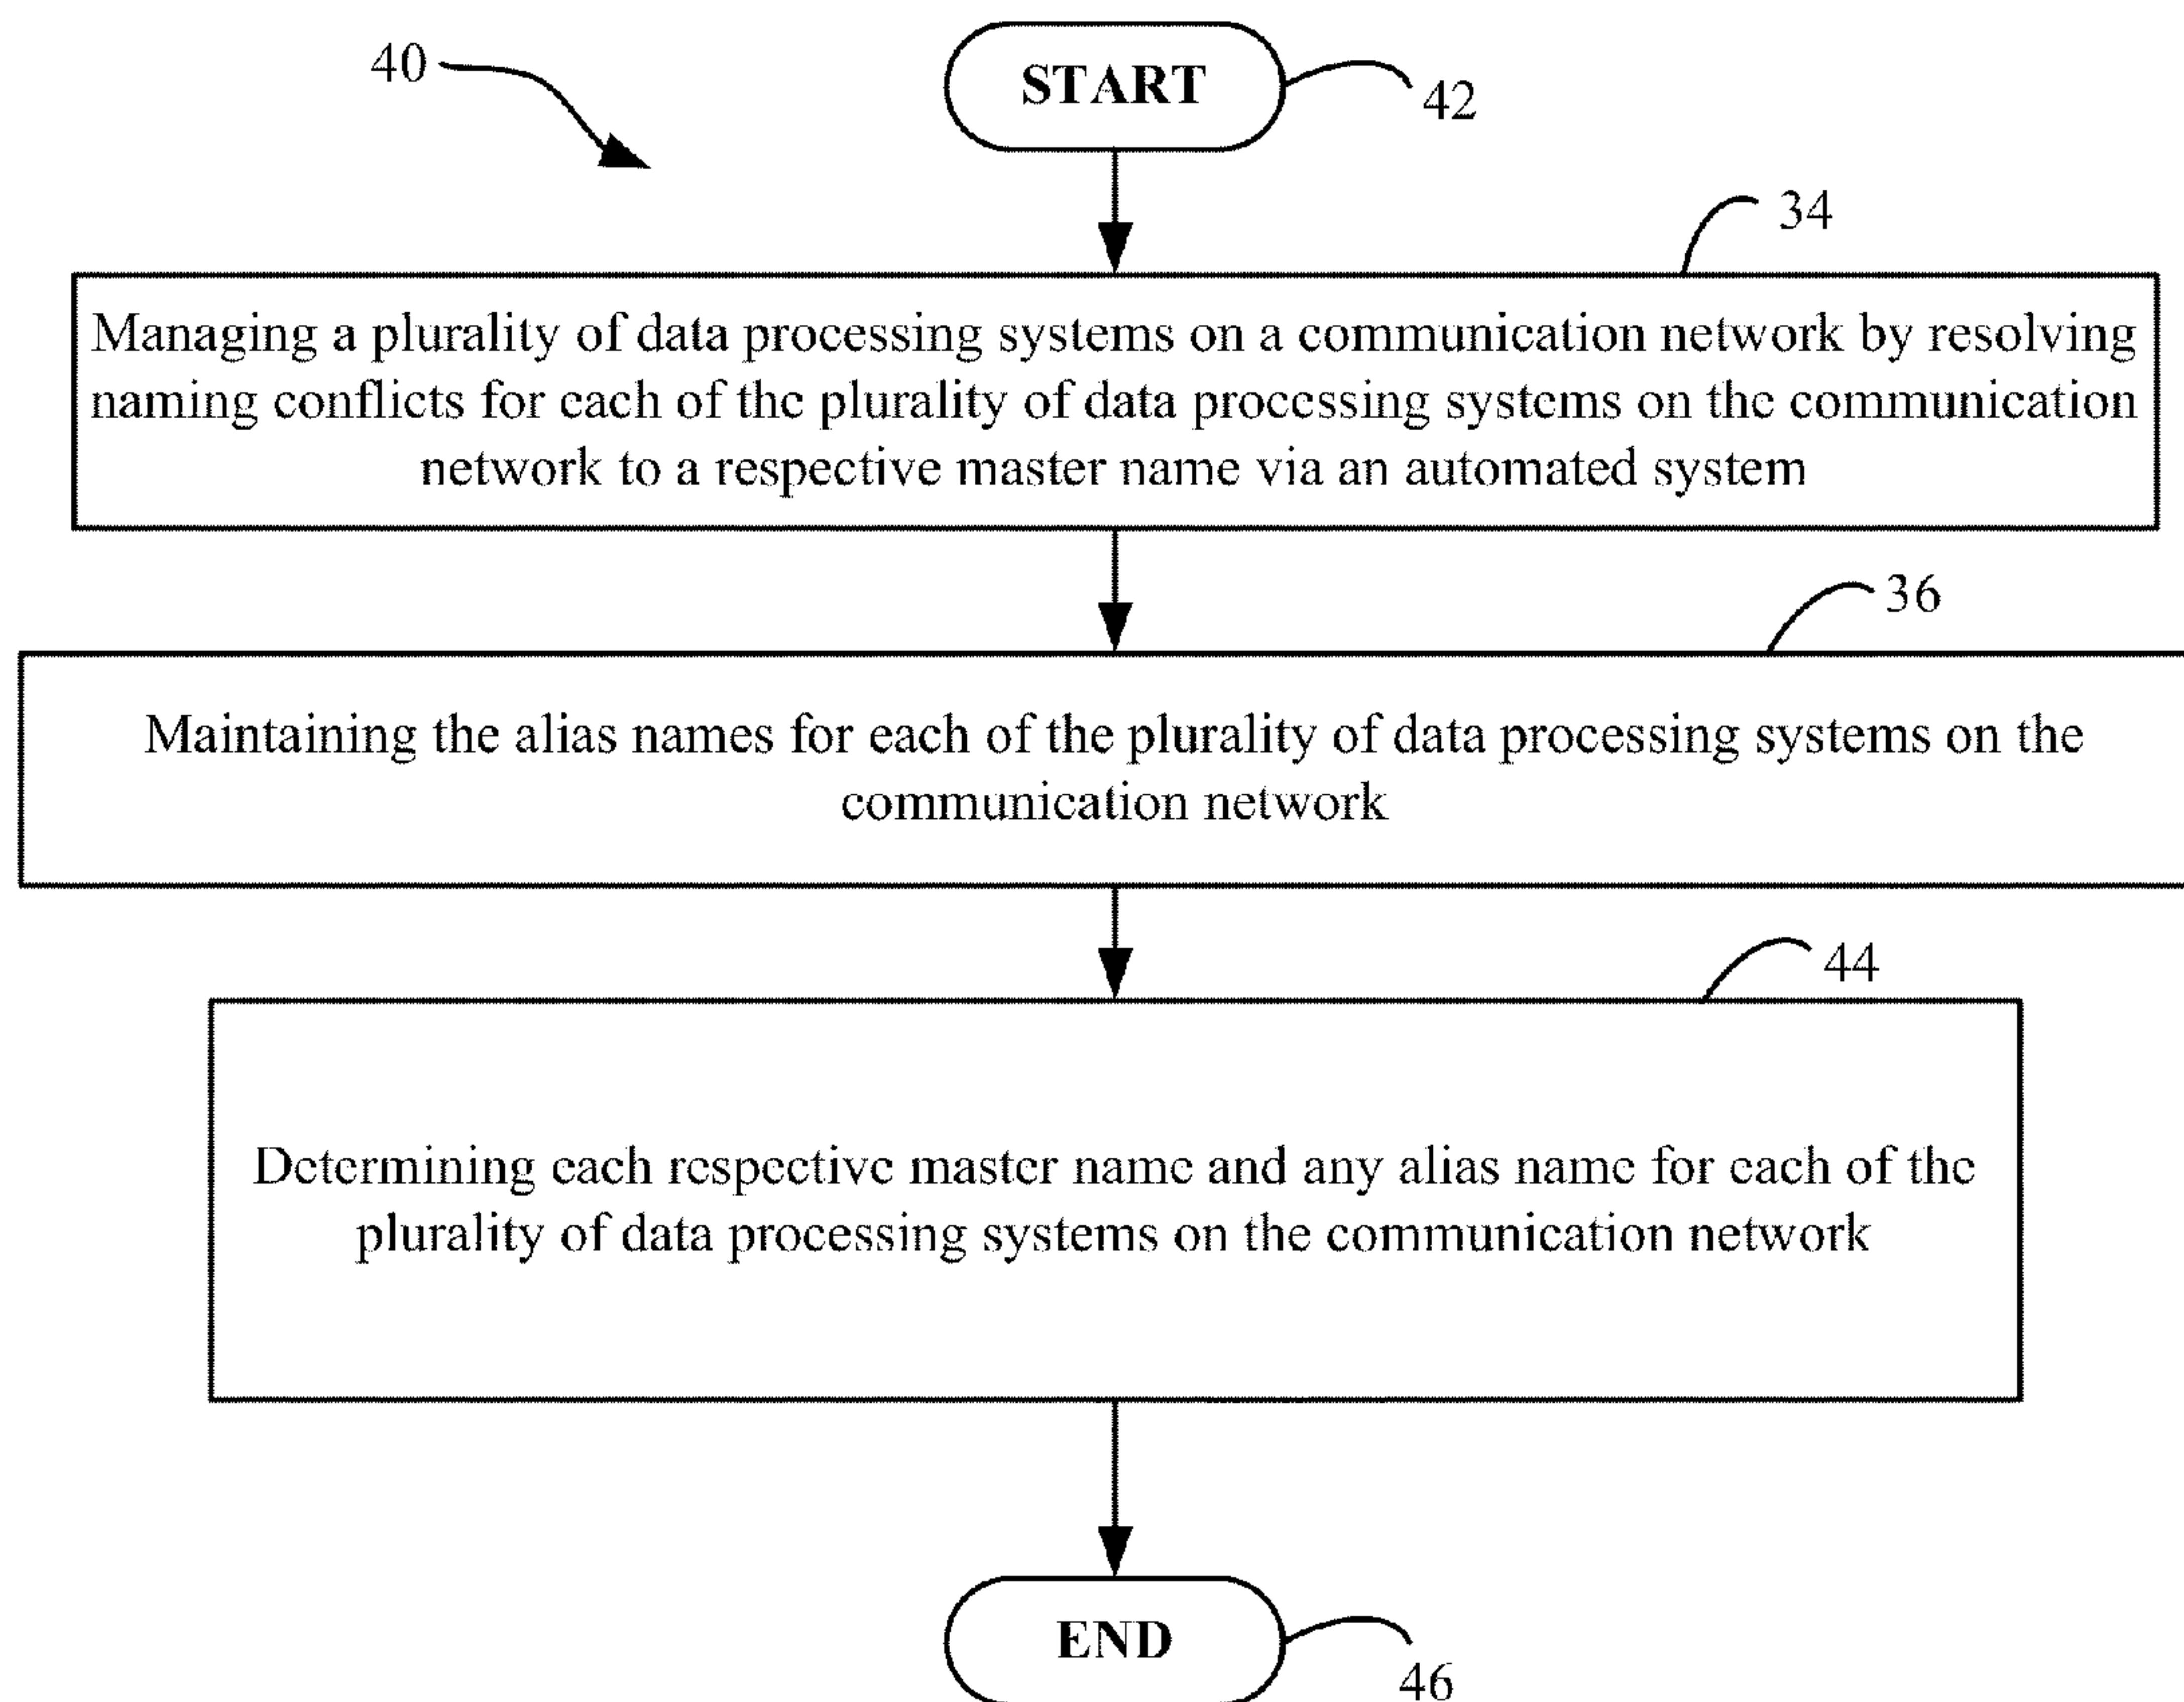 40
START
42
34
Managing a plurality of data processing systems on a communication network by resolving
naming conflicts for each of the plurality of data processing systems on the communication
network to a respective master name via an automated system
36
Maintaining the alias names for each of the plurality of data processing systems on the
communication network
44
Determining each respective master name and any alias name for each of the
plurality of data processing systems on the communication network
END
46